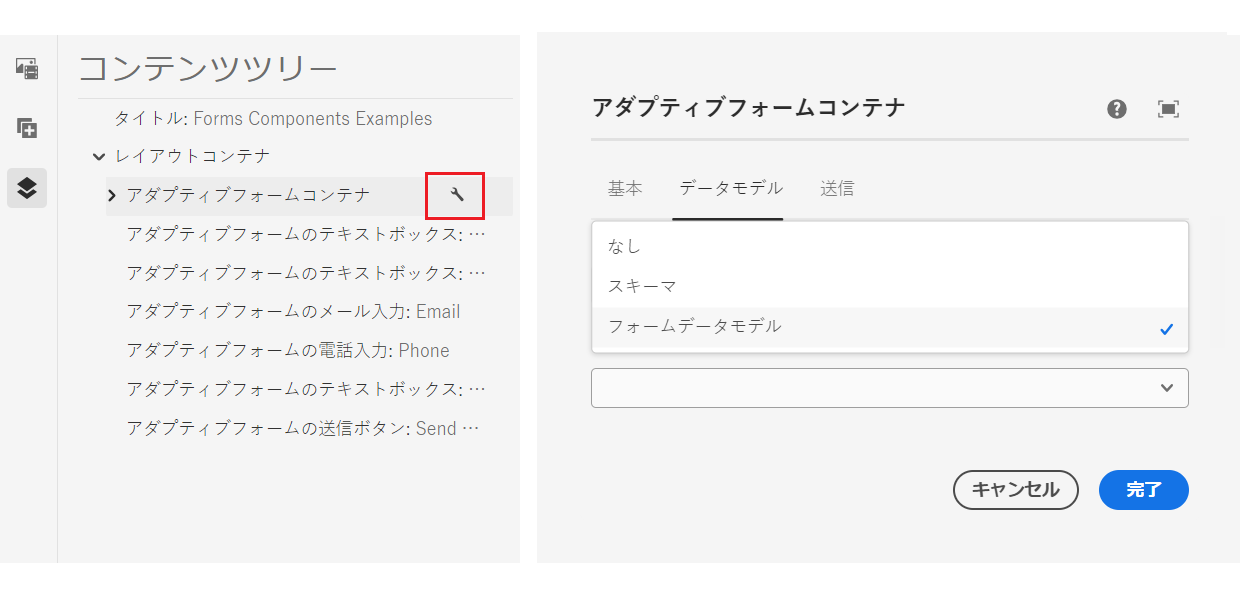 コンテンツツリー
タイトル: Forms Components Examples
レイアウトコンテナ
アダプティブフォームコンテナ
アダプティブフォームのテキストボックス: …
アダプティブフォームのテキストボックス: …
アダプティブフォームのメール入力: Email
アダプティブフォームの電話入力: Phone
アダプティブフォームのテキストボックス: …
アダプティブフォームの送信ボタン: Send …
アダプティブフォームコンテナ
基本 データモデル 送信
なし
スキーマ
フォームデータモデル
キャンセル 完了